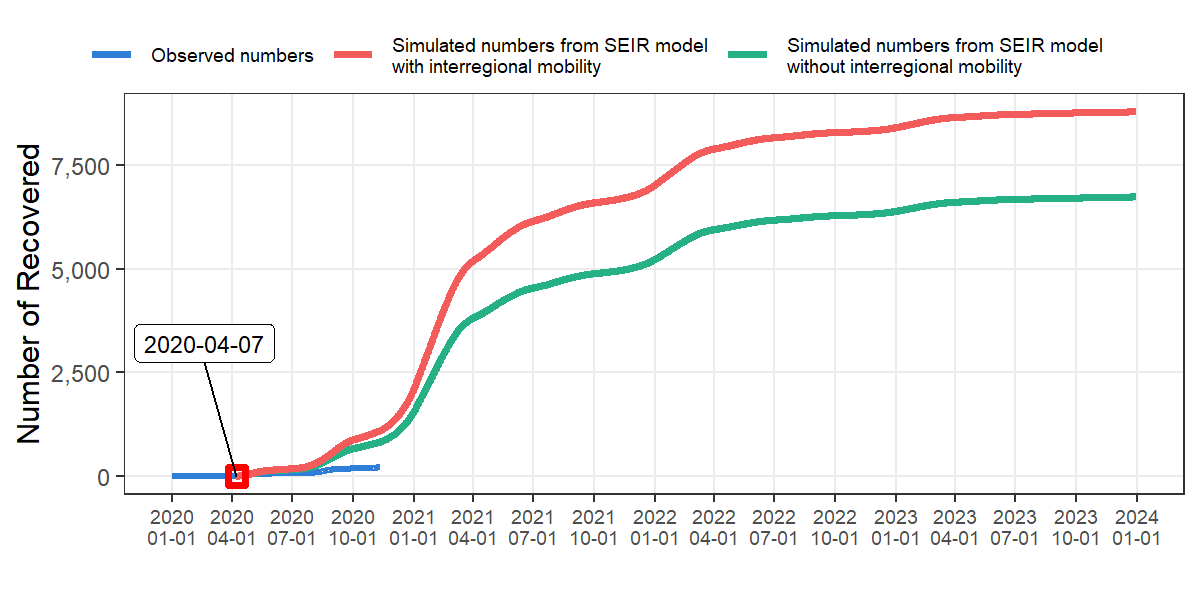 Observed numbers
Simulated numbers from SEIR model
with interregional mobility
Simulated numbers from SEIR model
without interregional mobility
Number of Recovered
7,500
5,000
2,500
0
2020-04-07
2020 2020 2020 2020 2021 2021 2021 2021 2022 2022 2022 2022 2023 2023 2023 2023 2024
01-01 04-01 07-01 10-01 01-01 04-01 07-01 10-01 01-01 04-01 07-01 10-01 01-01 04-01 07-01 10-01 01-01